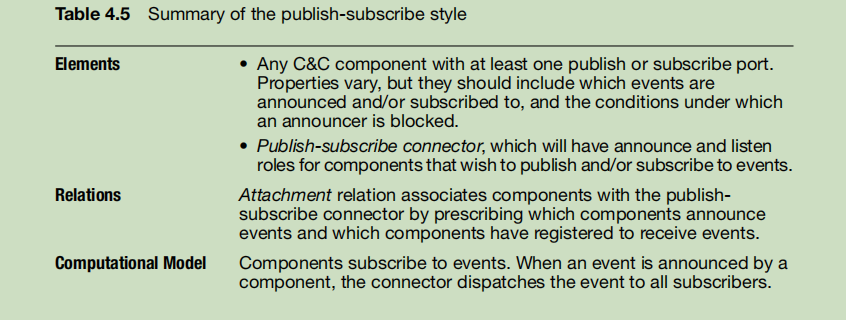 Table 4.5 Summary of the publish-subscribe style
Elements
• Any C&C component with at least one publish or subscribe port.
Properties vary, but they should include which events are
announced and/or subscribed to, and the conditions under which
an announcer is blocked.
• Publish-subscribe connector, which will have announce and listen
roles for components that wish to publish and/or subscribe to events.
Relations
Attachment relation associates components with the publish-
subscribe connector by prescribing which components announce
events and which components have registered to receive events.
Computational Model
Components subscribe to events. When an event is announced by a
component, the connector dispatches the event to all subscribers.